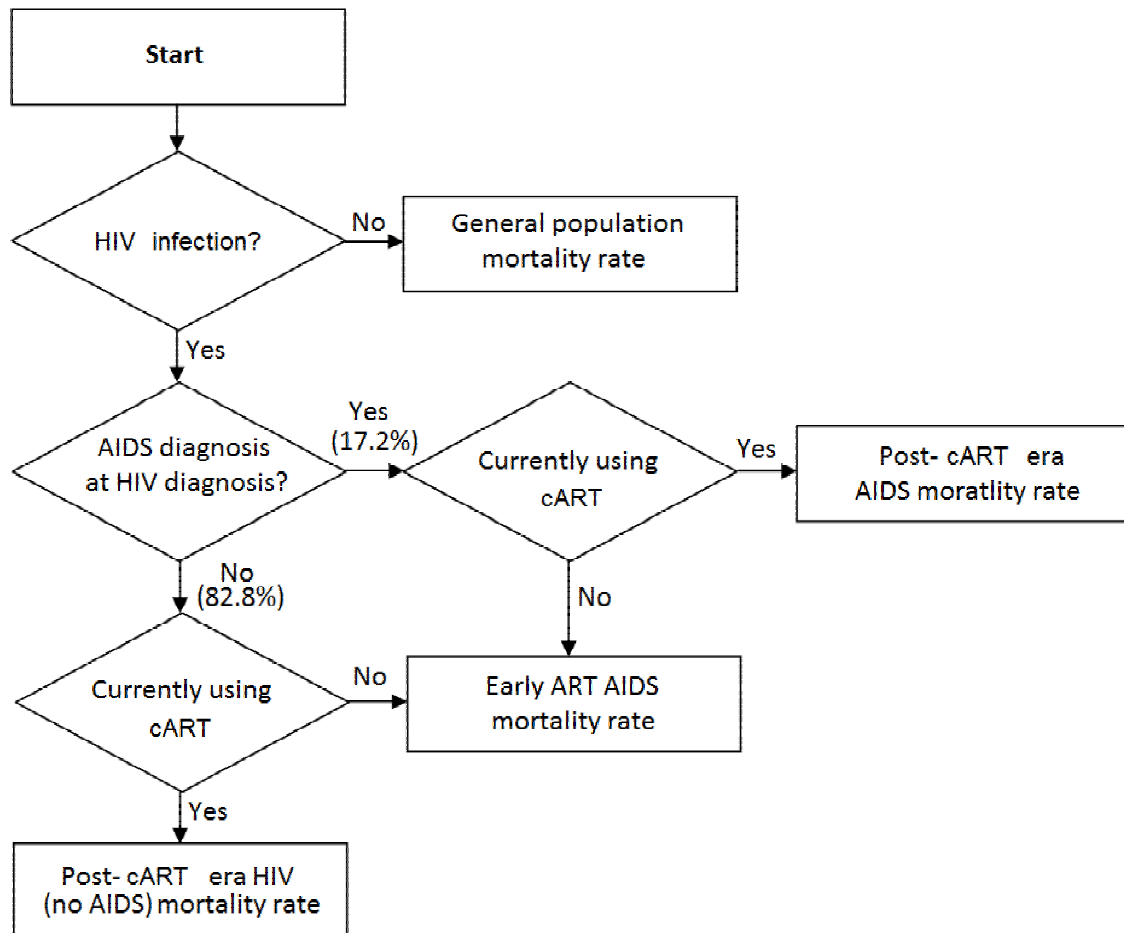 Start
HIV infection?
No
General population
mortality rate
Yes
AIDS diagnosis
at HIV diagnosis?
Yes
(17.2%)
Currently using
cART
Yes
Post- cART era
AIDS moratlity rate
No
(82.8%)
No
Currently using
cART
No
Early ART AIDS
mortality rate
Yes
Post- cART era HIV
(no AIDS) mortality rate